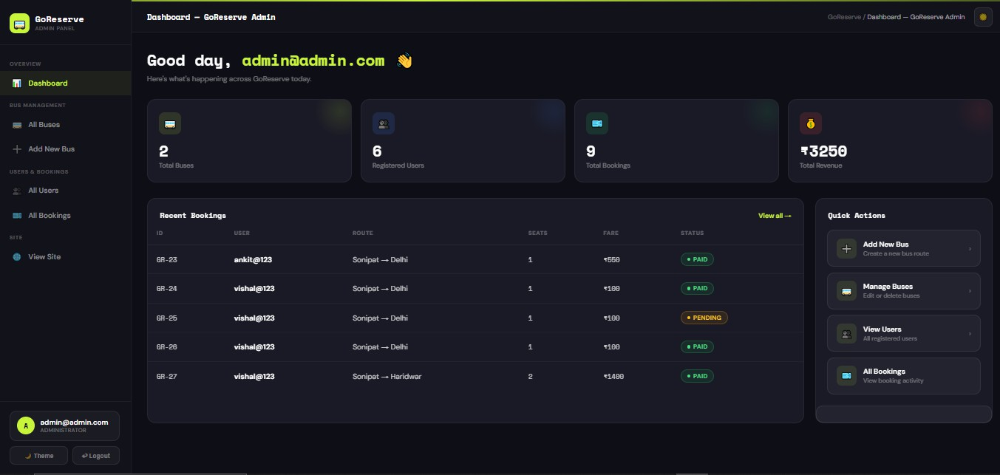 GoReserve
ADMIN PANEL
OVERVIEW
Dashboard
BUS MANAGEMENT
All Buses
Add New Bus
USERS & BOOKINGS
All Users
All Bookings
SITE
View Site
A
admin@admin.com
ADMINISTRATOR
Theme
Logout
Dashboard — GoReserve Admin
GoReserve / Dashboard — GoReserve Admin
Good day, admin@admin.com 👋
Here's what's happening across GoReserve today.
2
Total Buses
6
Registered Users
9
Total Bookings
₹3250
Total Revenue
Recent Bookings
View all →
ID USER ROUTE SEATS FARE STATUS
GR-23 ankit@123 Sonipat → Delhi 1 ₹550 PAID
GR-24 vishal@123 Sonipat → Delhi 1 ₹100 PAID
GR-25 vishal@123 Sonipat → Delhi 1 ₹100 PENDING
GR-26 vishal@123 Sonipat → Delhi 1 ₹100 PAID
GR-27 vishal@123 Sonipat → Haridwar 2 ₹1400 PAID
Quick Actions
Add New Bus
Create a new bus route
Manage Buses
Edit or delete buses
View Users
All registered users
All Bookings
View booking activity